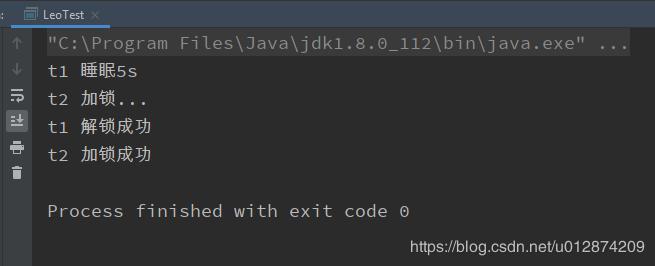 LeoTest
"C:\Program Files\Java\jdk1.8.0_112\bin\java.exe" ...
t1 睡眠5s
t2 加锁...
t1 解锁成功
t2 加锁成功
Process finished with exit code 0
https://blog.csdn.net/u012874209